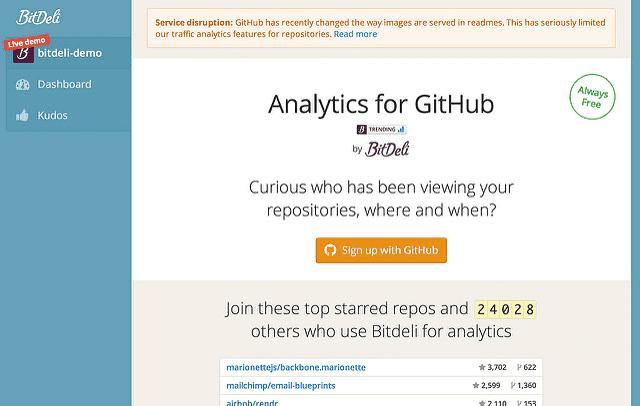 BitDeli
Live demo
bitdeli-demo
Dashboard
Kudos
Service disruption: GitHub has recently changed the way images are served in readmes. This has seriously limited
our traffic analytics features for repositories. Read more
Always
Free
Analytics for GitHub
TRENDING
by BitDeli
Curious who has been viewing your
repositories, where and when?
Sign up with GitHub
Join these top starred repos and 24028
others who use Bitdeli for analytics
marionettejs/backbone.marionette 3,702 622
mailchimp/email-blueprints 2,599 1,360
airbnb/rendr 2,110 153